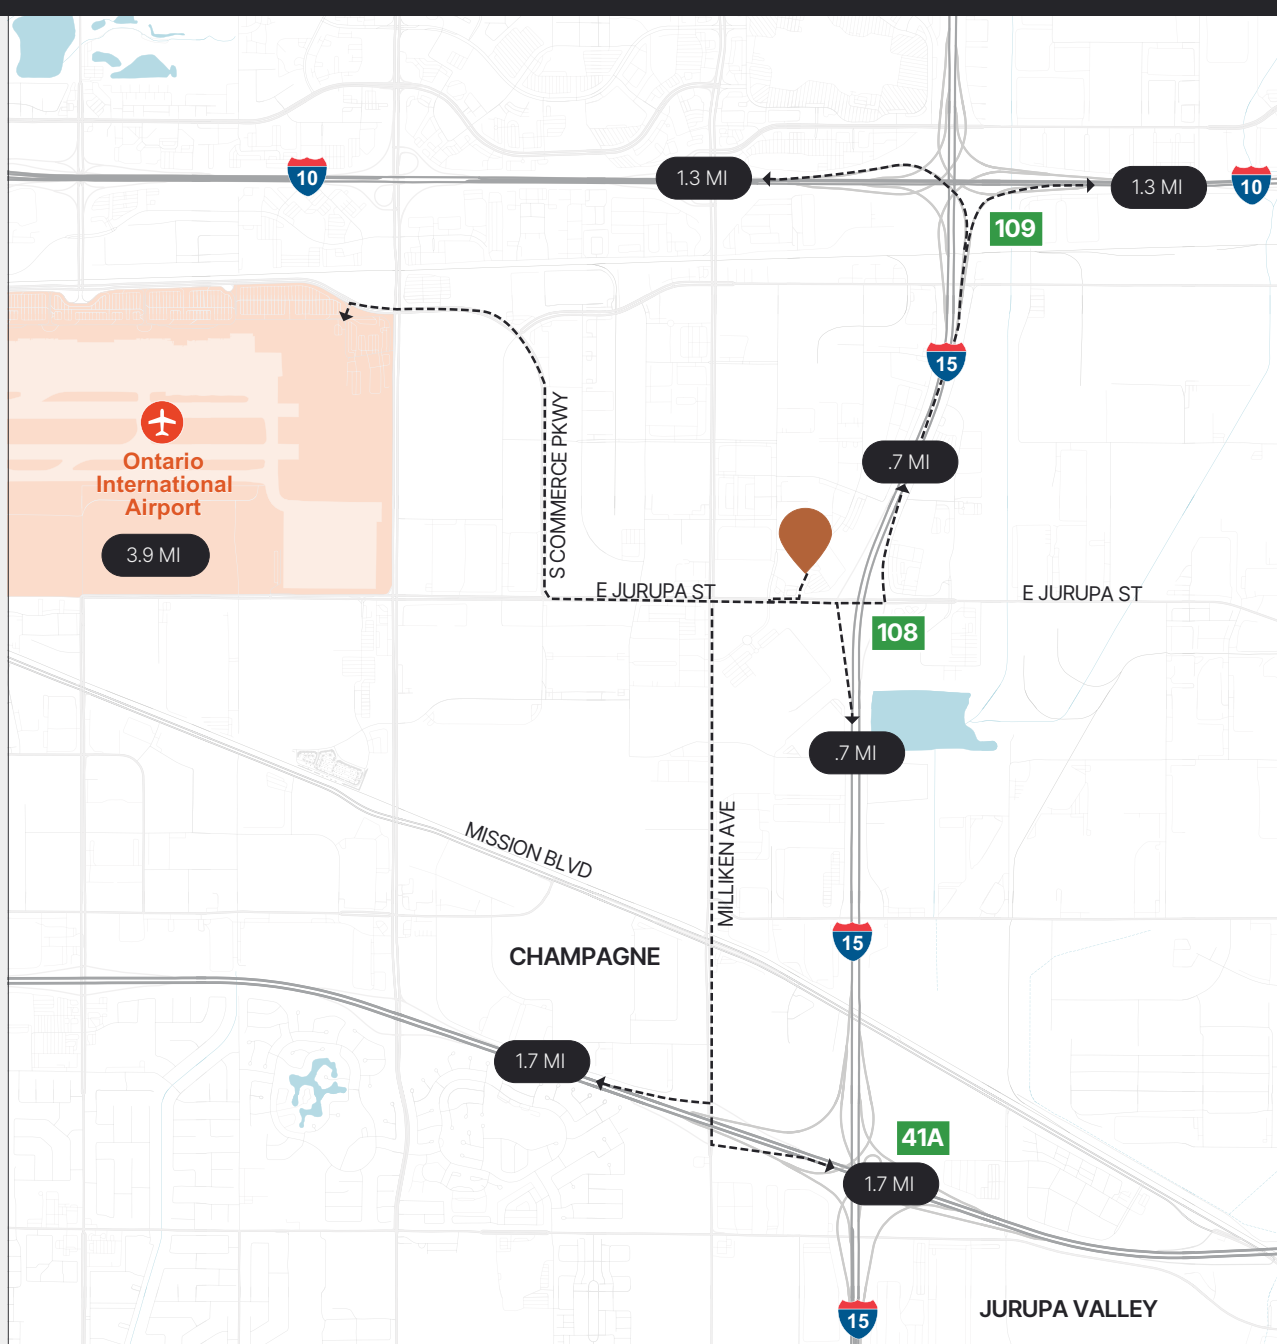 10
1.3 MI
1.3 MI
10
109
15
Ontario
International
Airport
3.9 MI
S COMMERCE PKWY
.7 MI
E JURUPA ST
E JURUPA ST
108
.7 MI
MISSION BLVD
MILLIKEN AVE
15
CHAMPAGNE
1.7 MI
41A
1.7 MI
JURUPA VALLEY
15